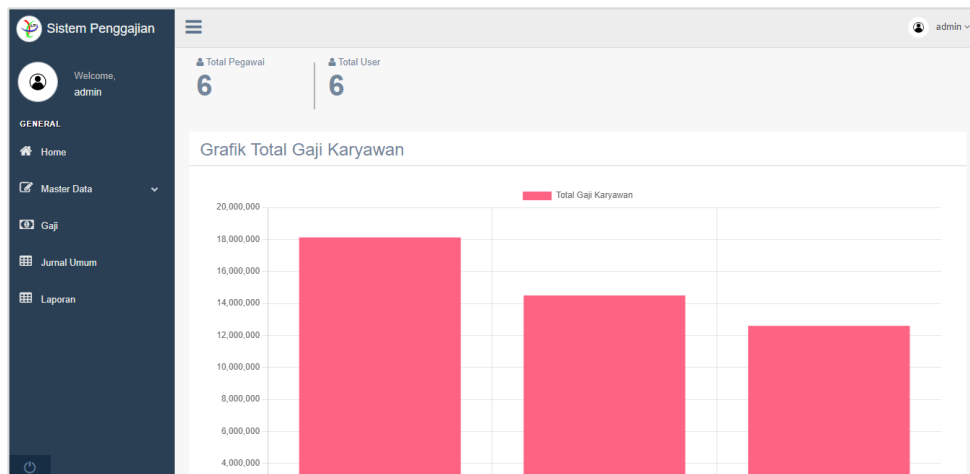 Sistem Penggajian
admin
Welcome,
admin
GENERAL
Home
Master Data
Gaji
Jurnal Umum
Laporan
Total Pegawai
6
Total User
6
Grafik Total Gaji Karyawan
Total Gaji Karyawan
20,000,000
18,000,000
16,000,000
14,000,000
12,000,000
10,000,000
8,000,000
6,000,000
4,000,000